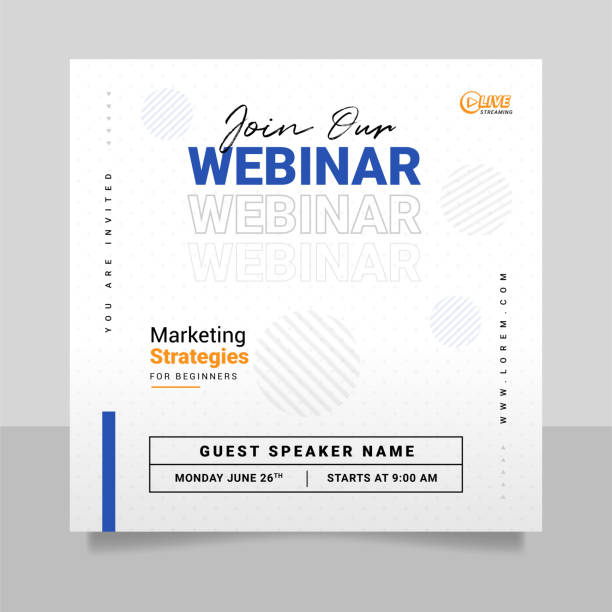 Join Our
WEBINAR
WEBINAR
WEBINAR
LIVE
STREAMING
YOU ARE INVITED
Marketing
Strategies
FOR BEGINNERS
WWW.LOREM.COM
GUEST SPEAKER NAME
MONDAY JUNE 26TH
STARTS AT 9:00 AM